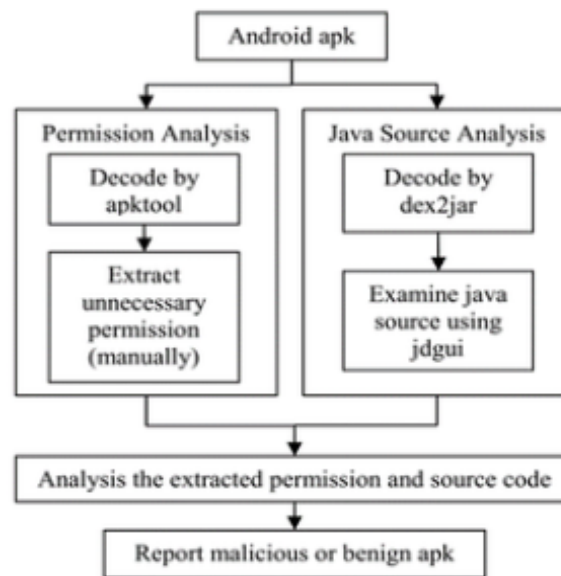 Android apk
Permission Analysis
Decode by
apktool
Extract
unnecessary
permission
(manually)
Java Source Analysis
Decode by
dex2jar
Examine java
source using
jdgui
Analysis the extracted permission and source code
Report malicious or benign apk